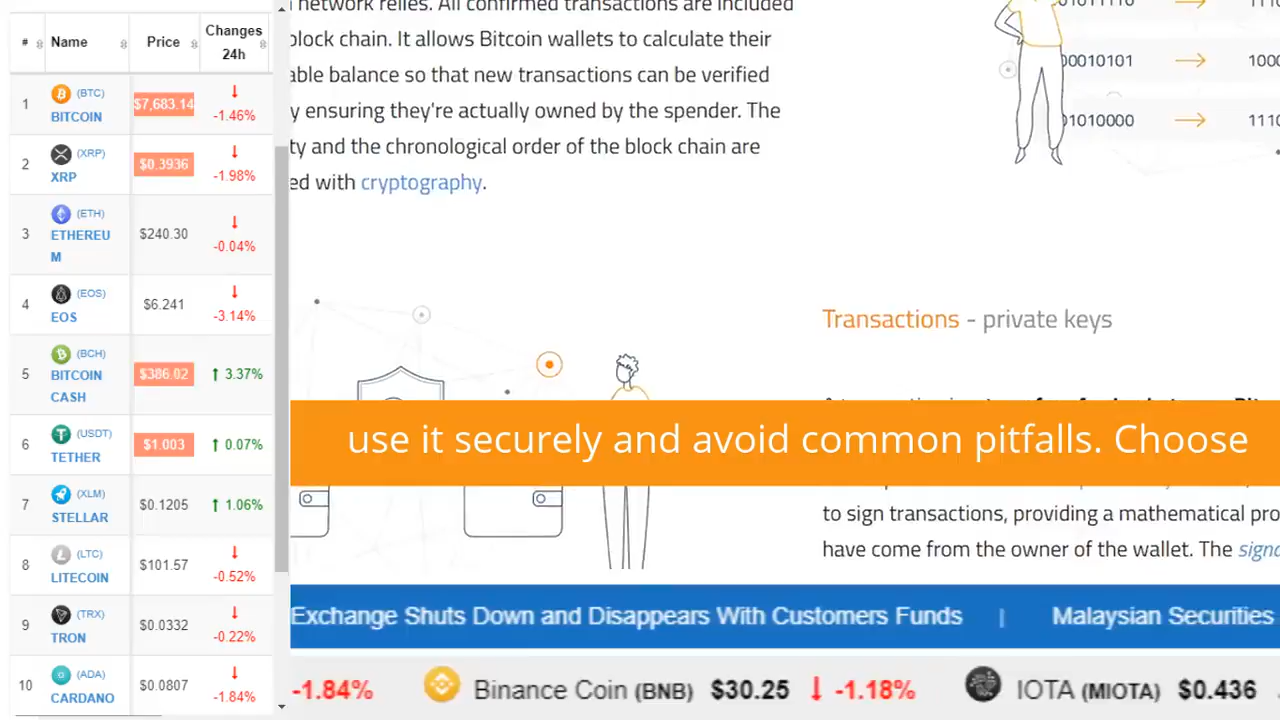 # Name Price Changes 24h
1 (BTC) BITCOIN $7,683.14 -1.46%
2 (XRP) XRP $0.3936 -1.98%
3 (ETH) ETHEREUM $240.30 -0.04%
4 (EOS) EOS $6.241 -3.14%
5 (BCH) BITCOIN CASH $386.02 3.37%
6 (USDT) TETHER $1.003 0.07%
7 (XLM) STELLAR $0.1205 1.06%
8 (LTC) LITECOIN $101.57 -0.52%
9 (TRX) TRON $0.0332 -0.22%
10 (ADA) CARDANO $0.0807 -1.84%
network relies. All confirmed transactions are included
block chain. It allows Bitcoin wallets to calculate their
able balance so that new transactions can be verified
y ensuring they're actually owned by the spender. The
ty and the chronological order of the block chain are
ed with cryptography.
00010101 → 1000
01010000 → 1110
Transactions - private keys
use it securely and avoid common pitfalls. Choose
to sign transactions, providing a mathematical pro
have come from the owner of the wallet. The signa
Exchange Shuts Down and Disappears With Customers Funds | Malaysian Securities
-1.84% Binance Coin (BNB) $30.25 -1.18% IOTA (MIOTA) $0.436